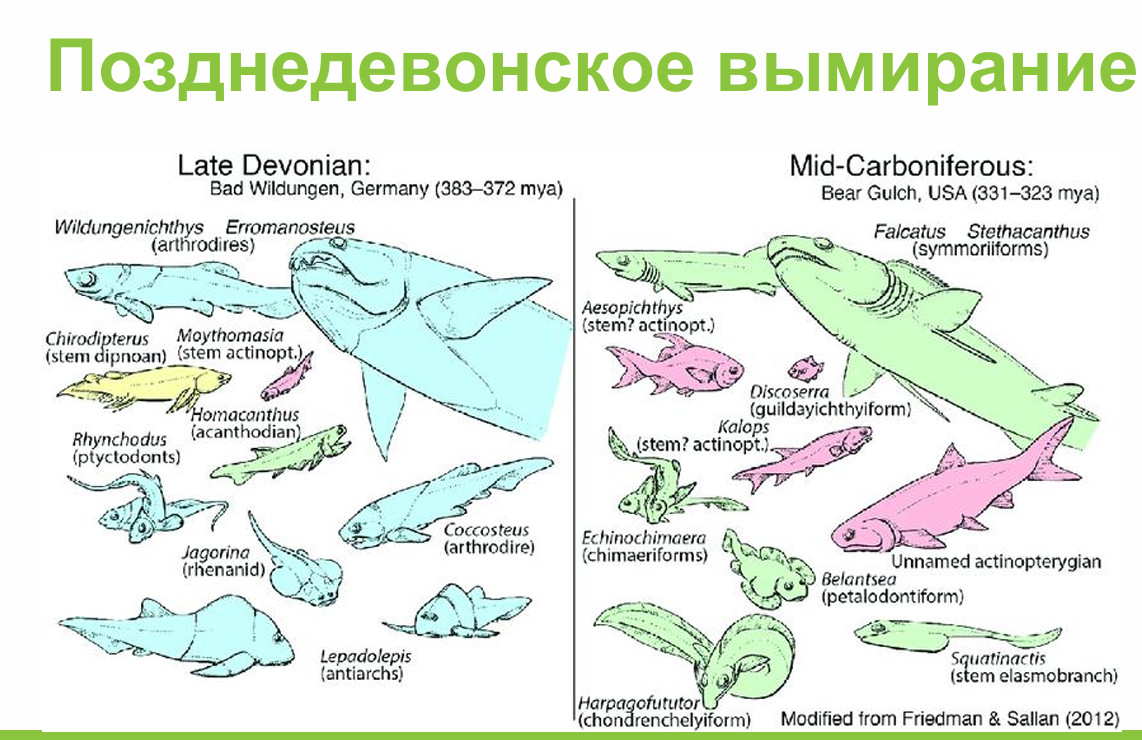 Позднедевонское вымирание
Late Devonian:
Bad Wildungen, Germany (383–372 mya)
Wildungenichthys Erromanosteus
(arthrodires)
Chirodipterus
(stem dipnoan)
Moythomasia
(stem actinopt.)
Homacanthus
(acanthodian)
Rhynchodus
(ptyctodonts)
Coccosteus
(arthrodire)
Jagorina
(rhenanid)
Lepadolepis
(antiarchs)
Mid-Carboniferous:
Bear Gulch, USA (331–323 mya)
Falcatus Stethacanthus
(symmoriiforms)
Aesopichthys
(stem? actinopt.)
Discoserra
(guildayichthyiform)
Kalops
(stem? actinopt.)
Echinochimaera
(chimaeriforms)
Unnamed actinopterygian
Belantsea
(petalodontiform)
Squatinactis
(stem elasmobranch)
Harpagofututor
(chondrenchelyiform)
Modified from Friedman & Sallan (2012)